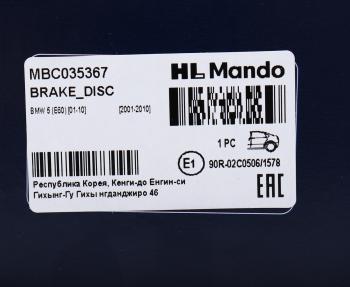 MBC035367
HL Mando
BRAKE_DISC
BMW 5 (E60) [01-10] [2001-2010]
1 PC
E1 90R-02C0506/1578
EAC
Республика Корея, Кенги-до Енгин-си
Гихынг-Гу Гихы нгданджиро 46